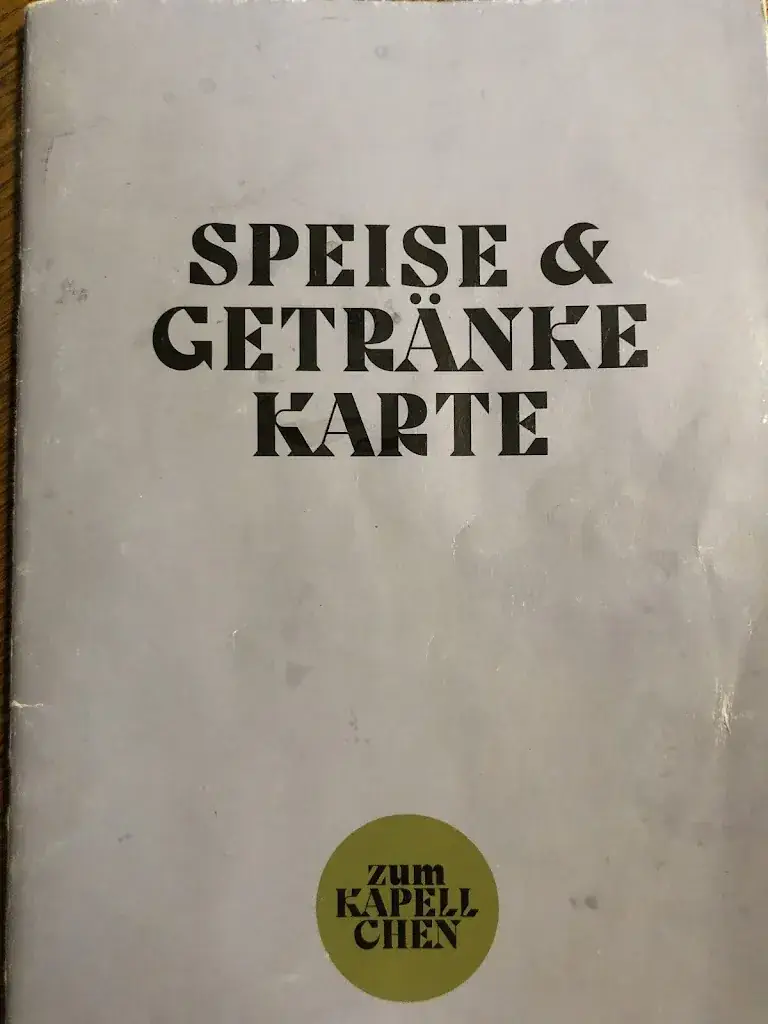 SPEISE &
GETRÄNKE
KARTE
zum
KAPELL
CHEN